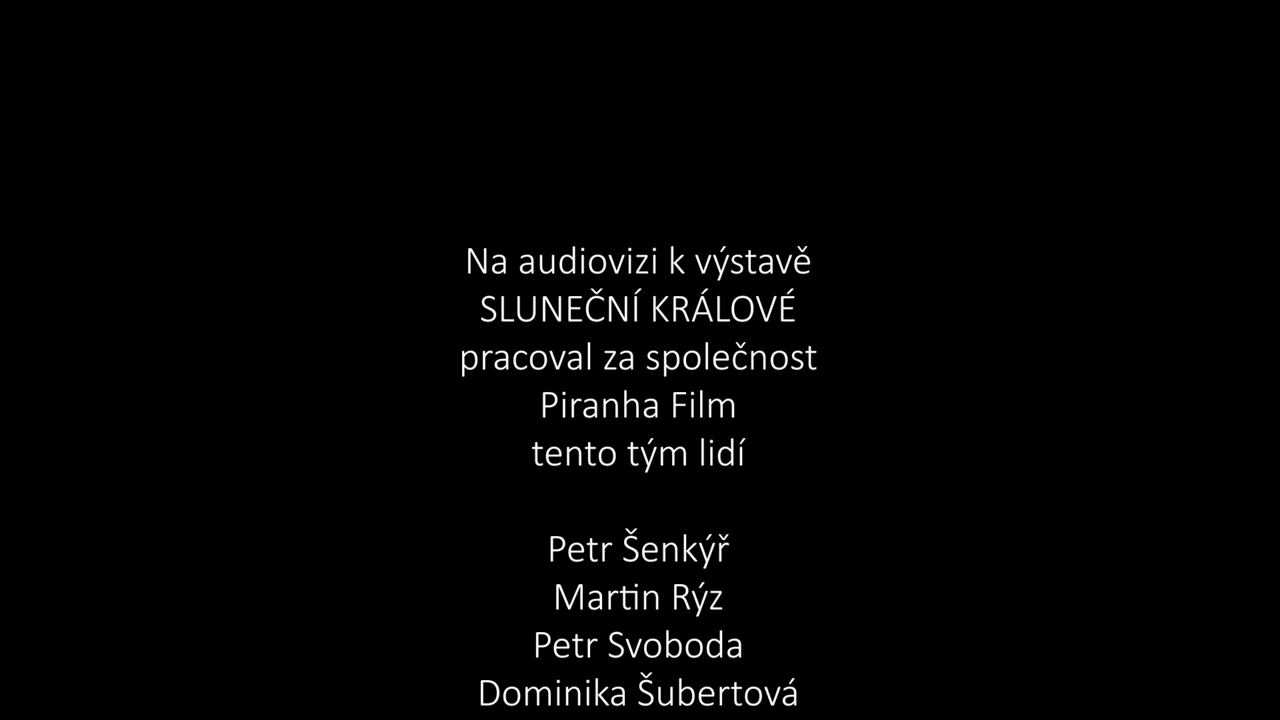 Na audiovizi k výstavě
SLUNEČNÍ KRÁLOVÉ
pracoval za společnost
Piranha Film
tento tým lidí
Petr Šenkýř
Martin Rýz
Petr Svoboda
Dominika Šubertová